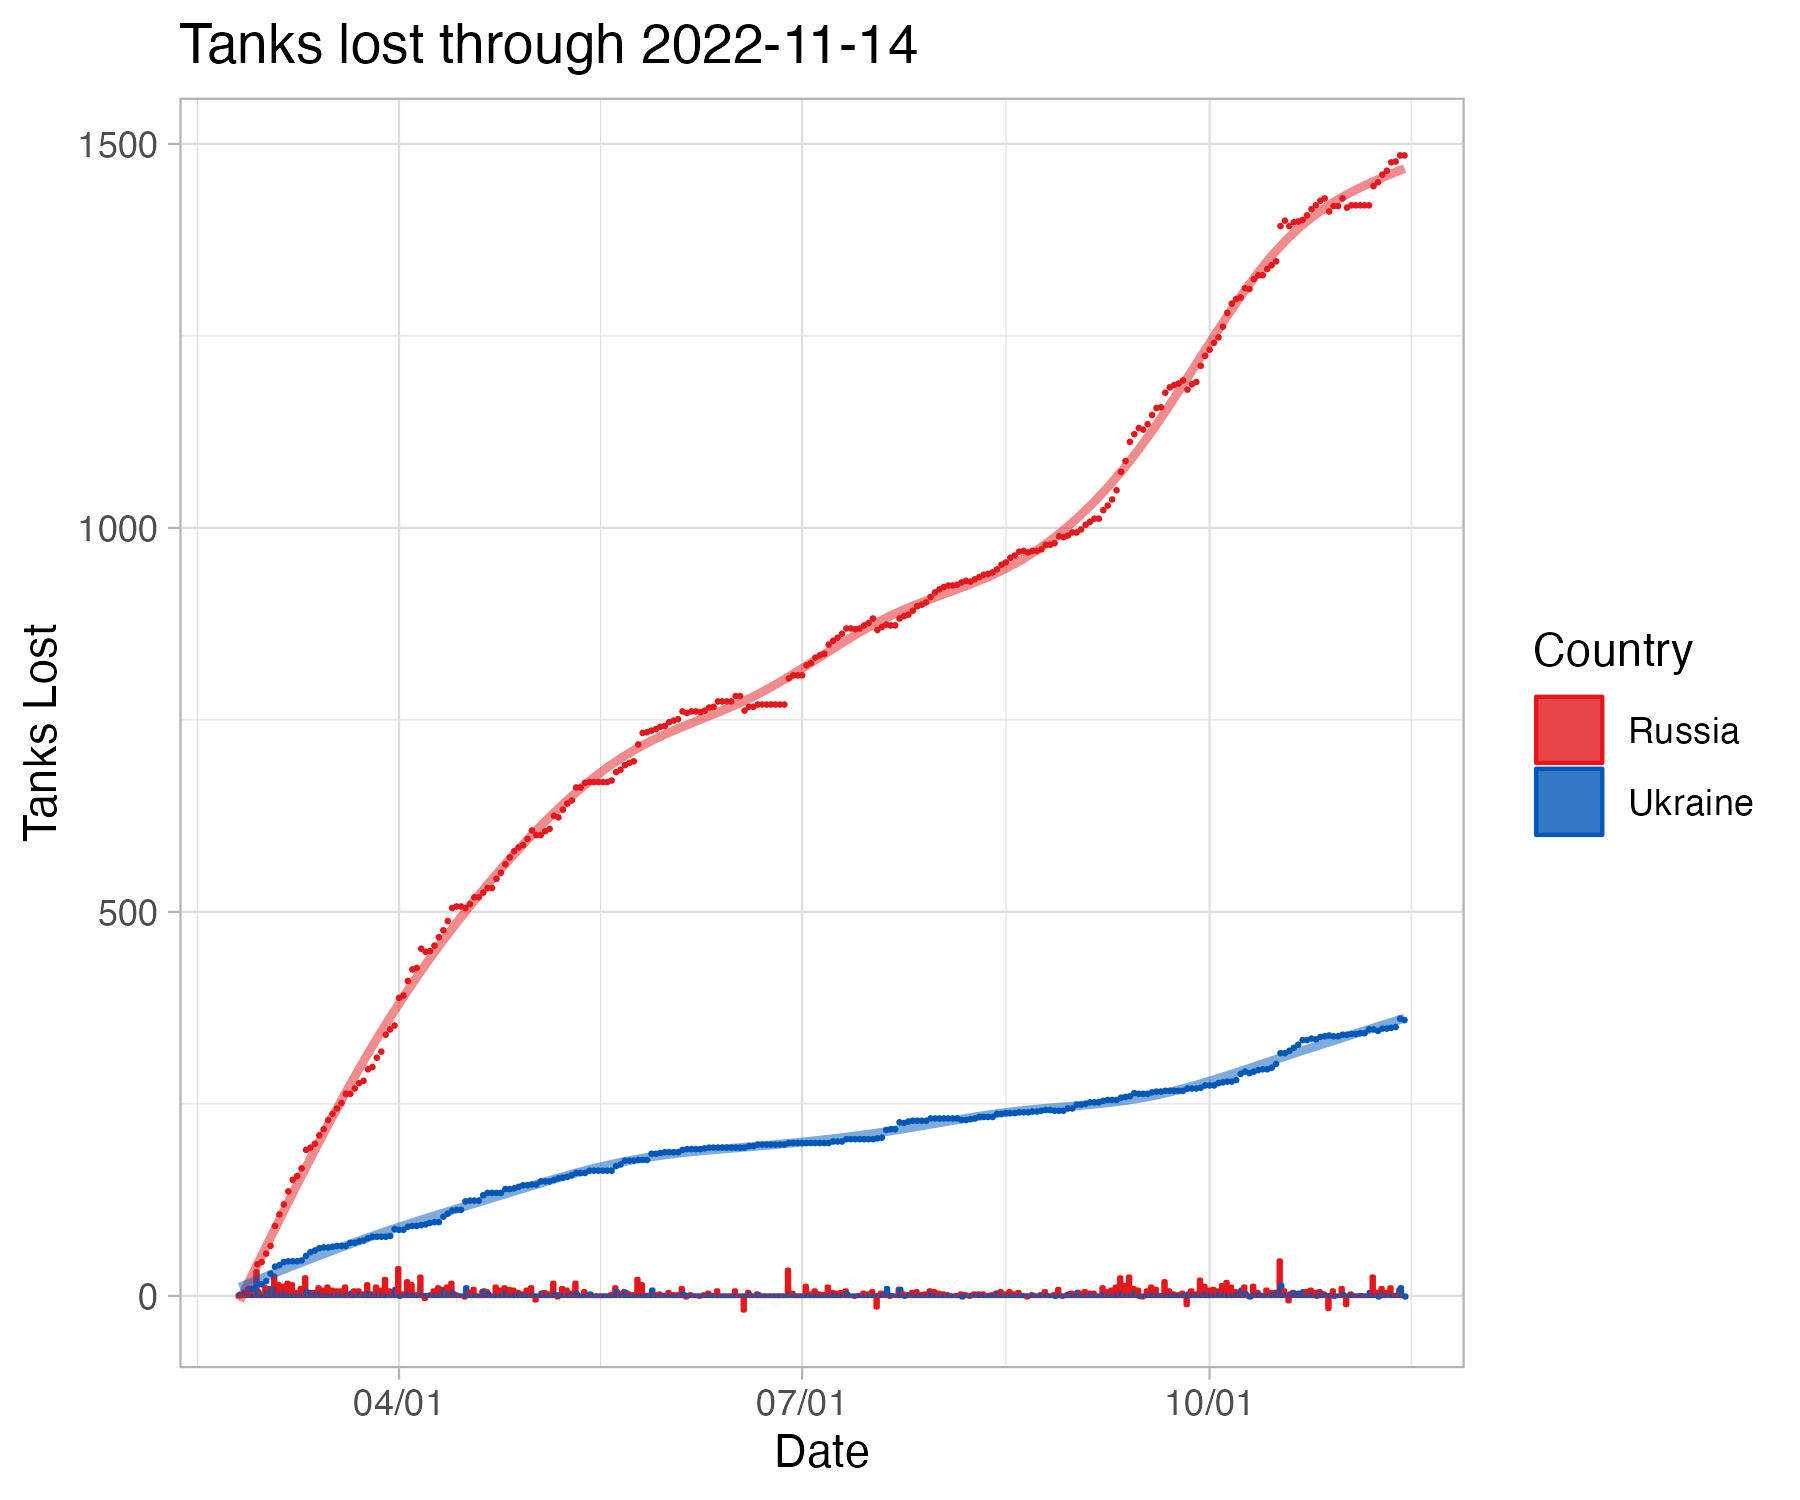 Tanks lost through 2022-11-14
Tanks Lost
1500
1000
500
0
04/01
07/01
10/01
Date
Country
Russia
Ukraine